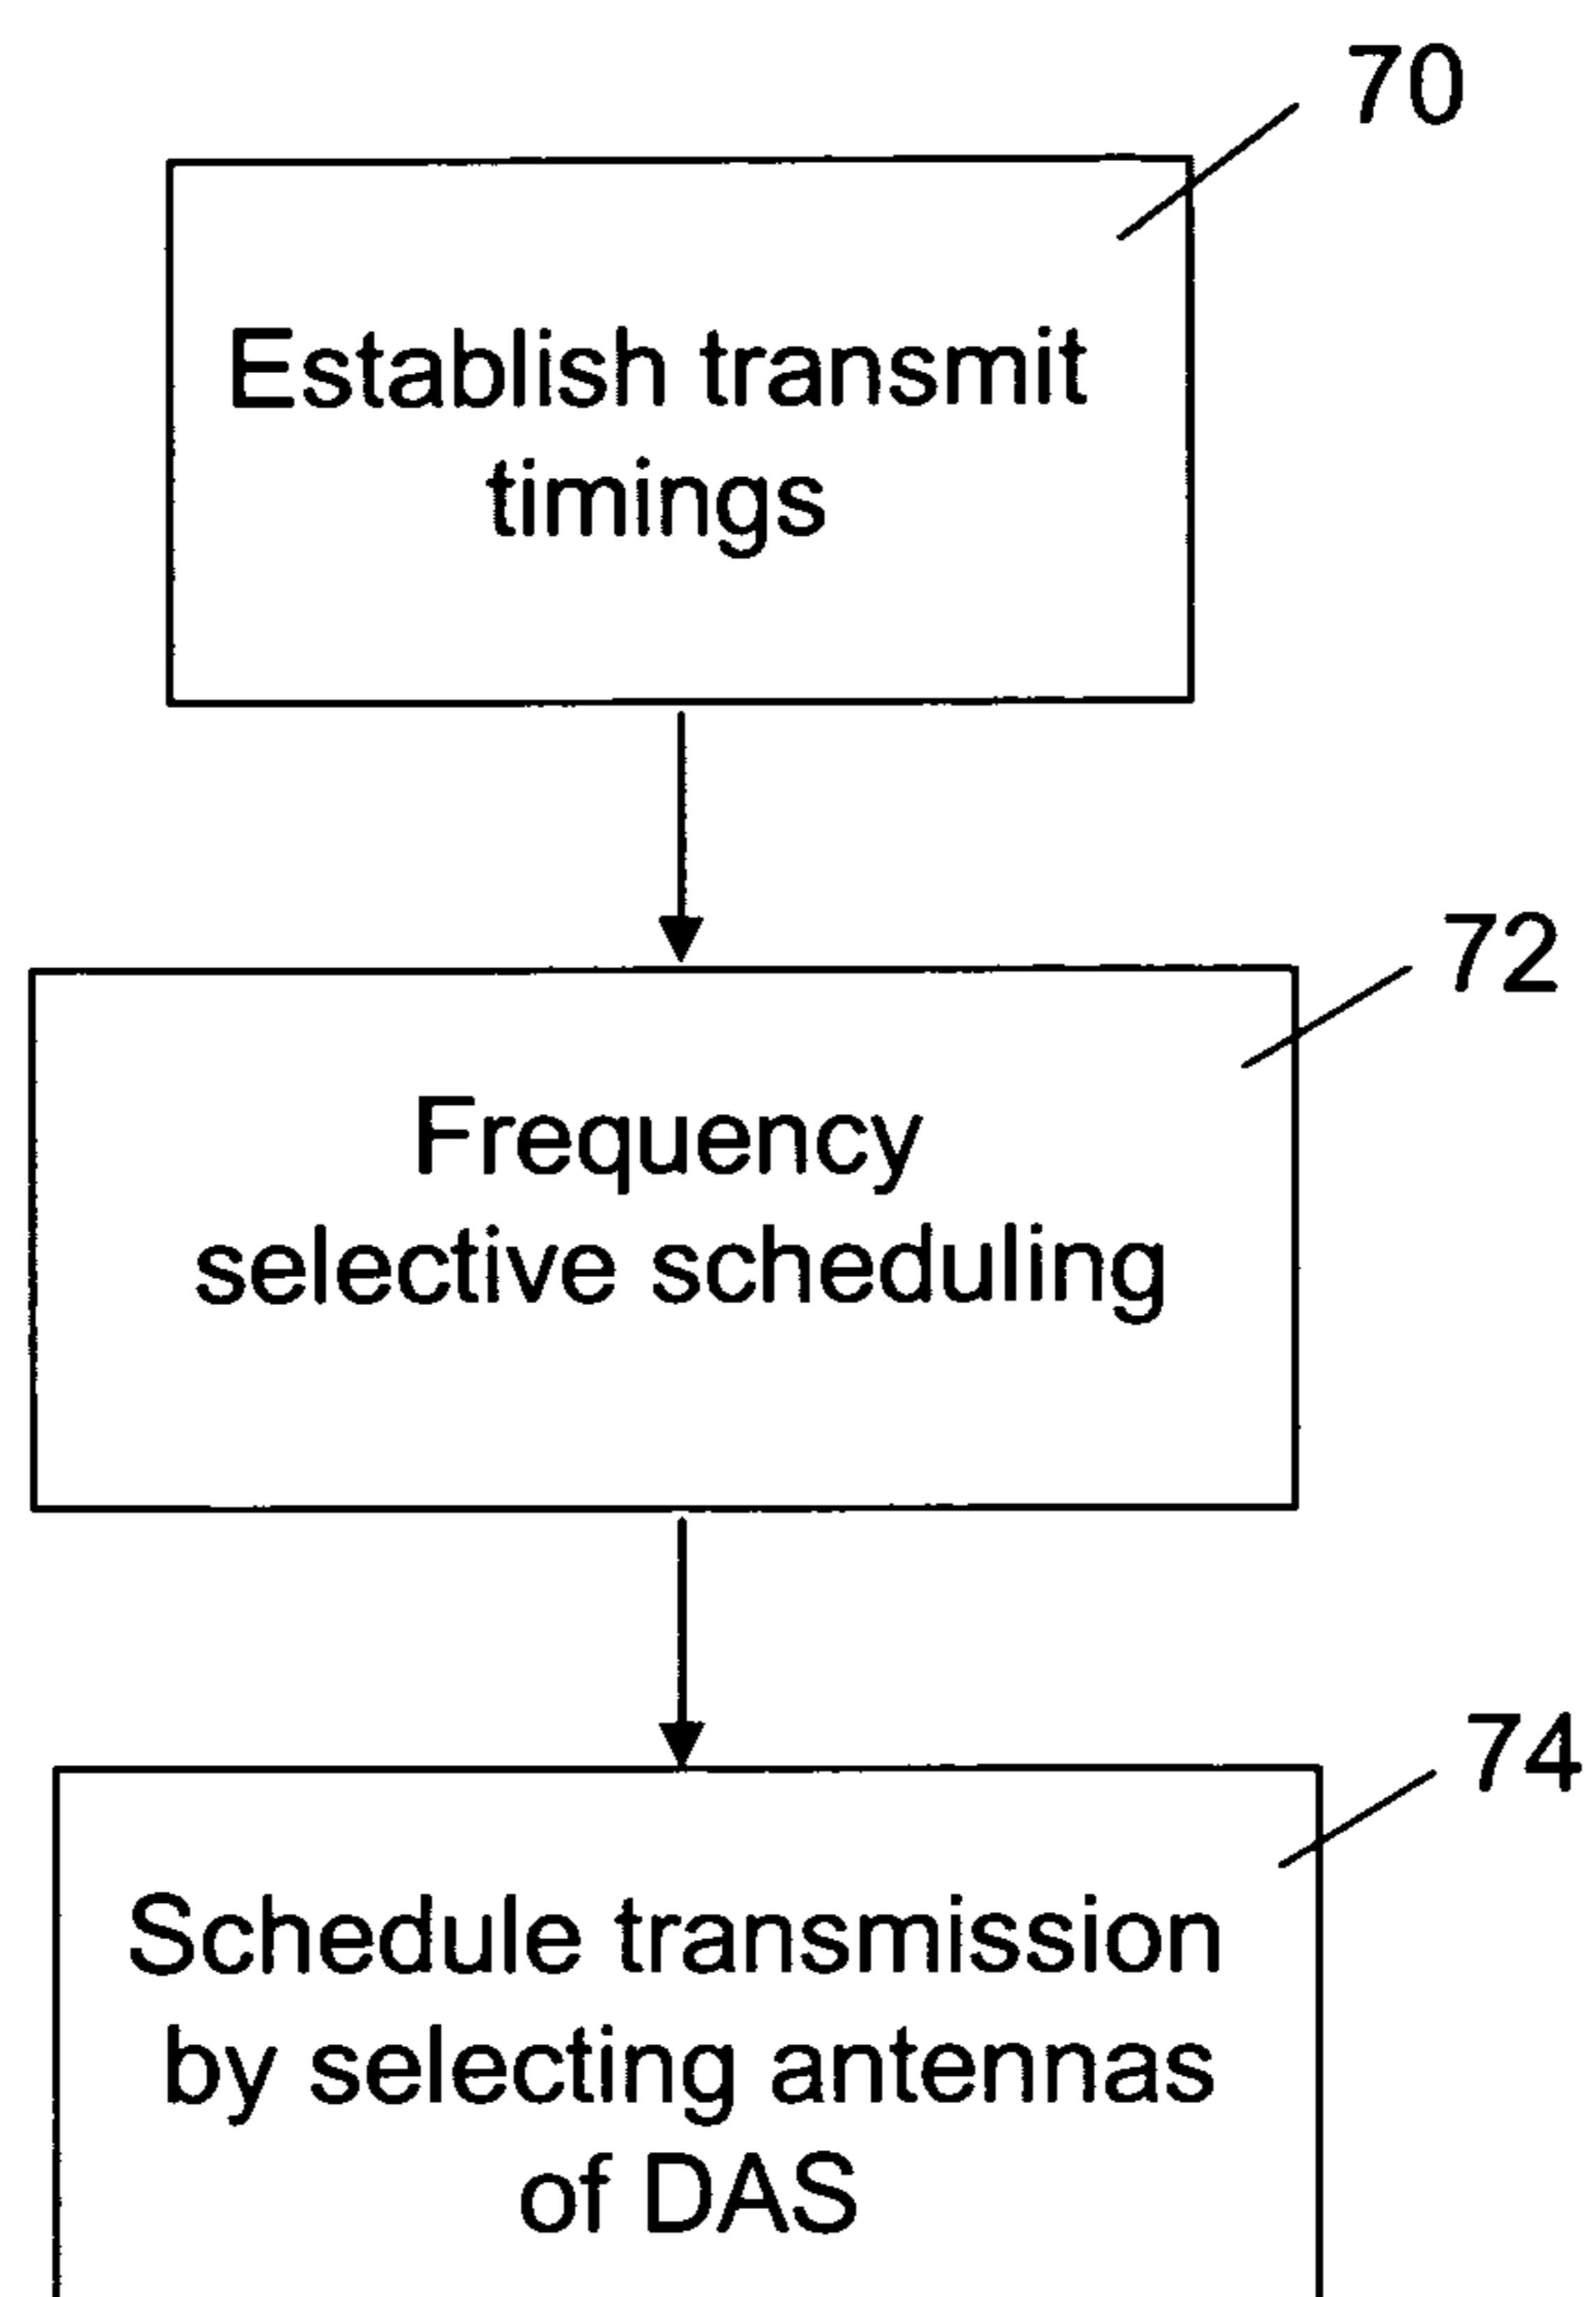 70
Establish transmit
timings
72
Frequency
selective scheduling
74
Schedule transmission
by selecting antennas
of DAS